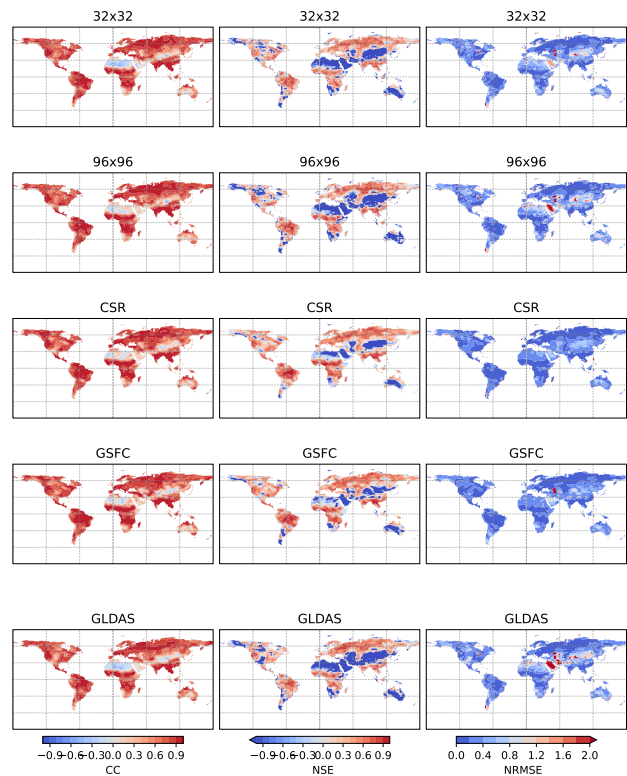 32x32 32x32 32x32
96x96 96x96 96x96
CSR CSR CSR
GSFC GSFC GSFC
GLDAS GLDAS GLDAS
−0.9−0.6−0.30.0 0.3 0.6 0.9 −0.9−0.6−0.30.0 0.3 0.6 0.9 0.0 0.4 0.8 1.2 1.6 2.0
CC NSE NRMSE